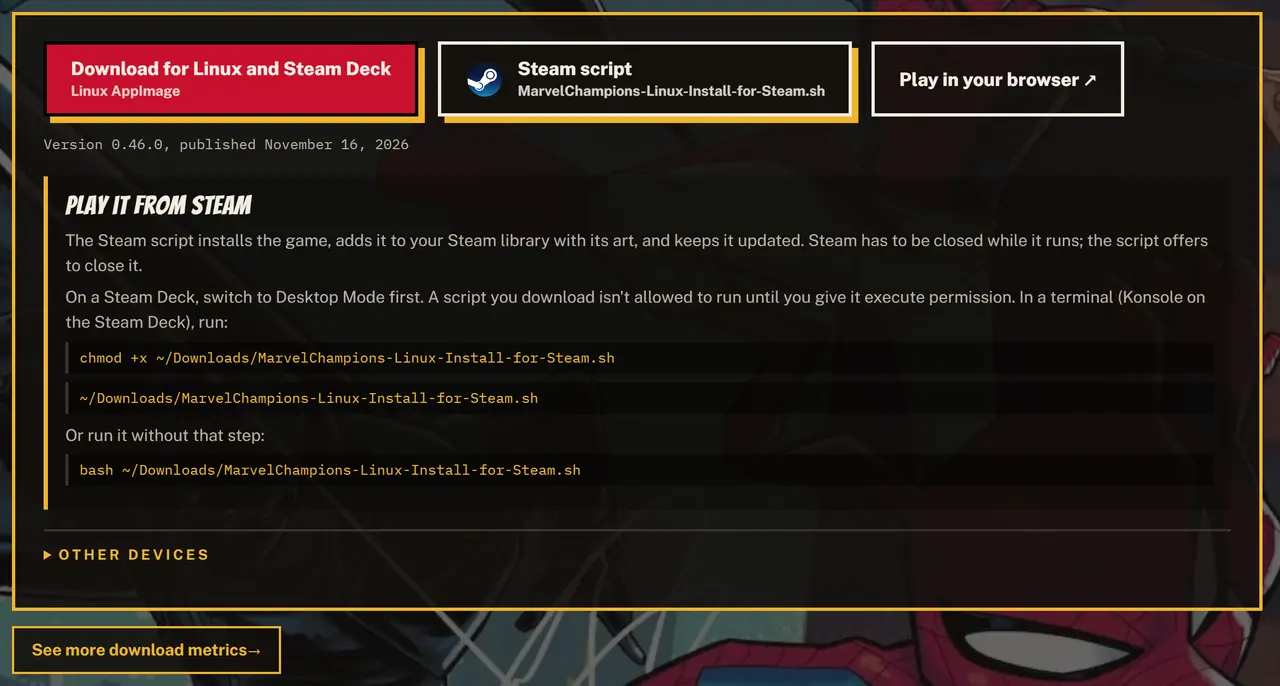 Download for Linux and Steam Deck
Linux AppImage
Steam script
MarvelChampions-Linux-Install-for-Steam.sh
Play in your browser ↗
Version 0.46.0, published November 16, 2026
PLAY IT FROM STEAM
The Steam script installs the game, adds it to your Steam library with its art, and keeps it updated. Steam has to be closed while it runs; the script offers
to close it.
On a Steam Deck, switch to Desktop Mode first. A script you download isn't allowed to run until you give it execute permission. In a terminal (Konsole on
the Steam Deck), run:
chmod +x ~/Downloads/MarvelChampions-Linux-Install-for-Steam.sh
~/Downloads/MarvelChampions-Linux-Install-for-Steam.sh
Or run it without that step:
bash ~/Downloads/MarvelChampions-Linux-Install-for-Steam.sh
▶ OTHER DEVICES
See more download metrics→